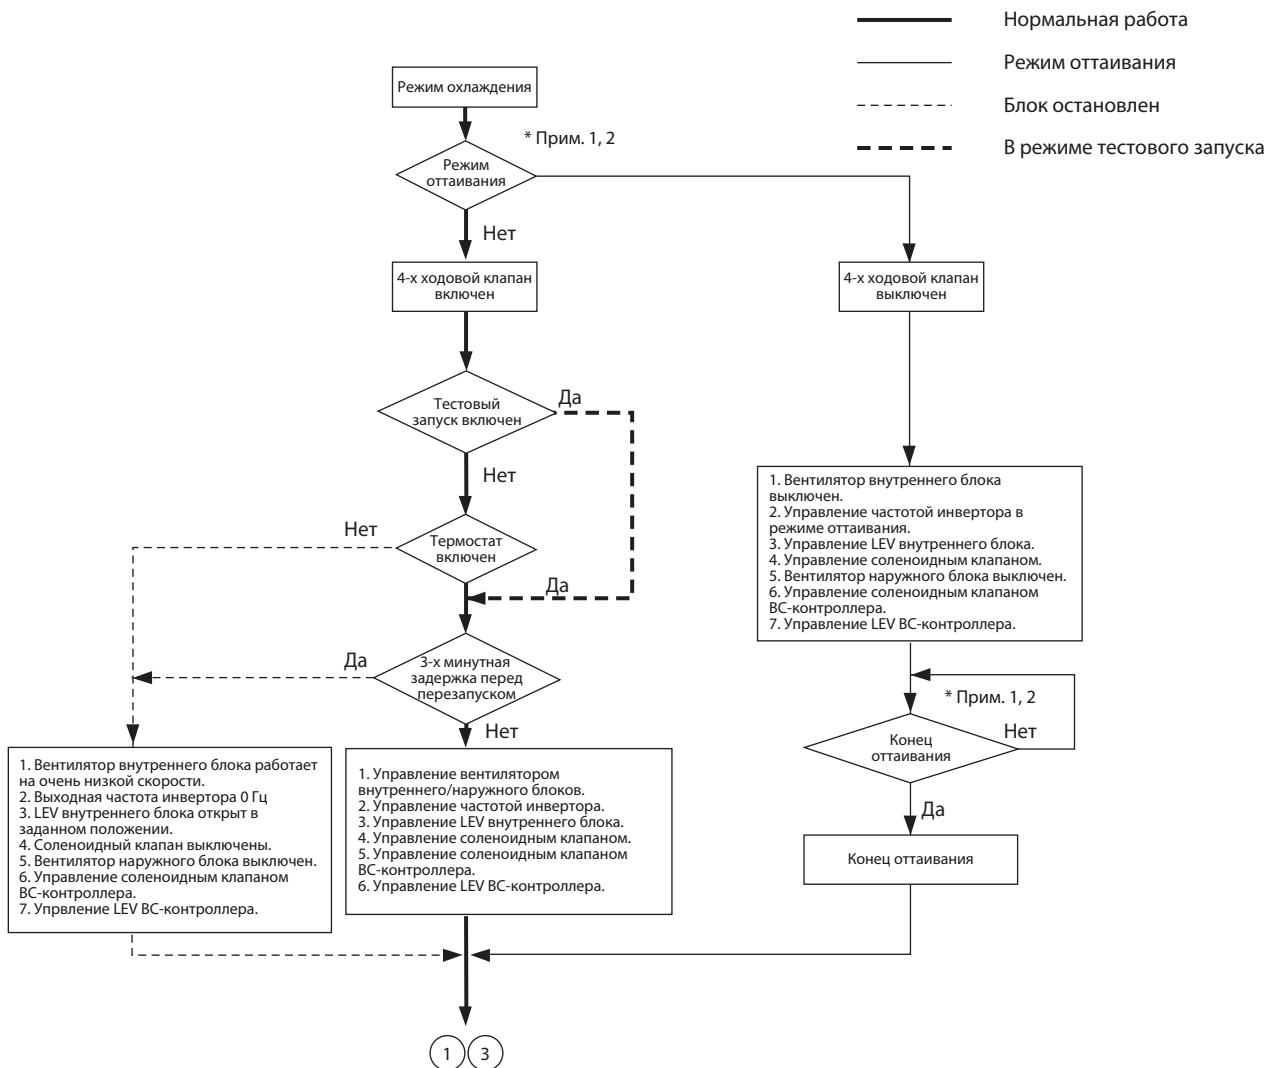 Нормальная работа
Режим оттаивания
Блок остановлен
В режиме тестового запуска
Режим охлаждения
* Прим. 1, 2
Режим
оттаивания
Нет
4-х ходовой клапан
включен
4-х ходовой клапан
выключен
Тестовый
запуск включен
Да
Нет
Нет
Термостат
включен
Да
1. Вентилятор внутреннего блока
выключен.
2. Управление частотой инвертора в
режиме оттаивания.
3. Управление LEV внутреннего блока.
4. Управление соленоидным клапаном.
5. Вентилятор наружного блока выключен.
6. Управление соленоидным клапаном
BC-контроллера.
7. Управление LEV BC-контроллера.
Да
3-х минутная
задержка перед
перезапуском
Нет
* Прим. 1, 2
Конец
оттаивания
Нет
Да
Конец оттаивания
1. Вентилятор внутреннего блока работает
на очень низкой скорости.
2. Выходная частота инвертора 0 Гц
3. LEV внутреннего блока открыт в
заданном положении.
4. Соленоидный клапан выключены.
5. Вентилятор наружного блока выключен.
6. Управление соленоидным клапаном
BC-контроллера.
7. Упрвление LEV BC-контроллера.
1. Управление вентилятором
внутреннего/наружного блоков.
2. Управление частотой инвертора.
3. Управление LEV внутреннего блока.
4. Управление соленоидным клапаном.
5. Управление соленоидным клапаном
BC-контроллера.
6. Управление LEV BC-контроллера.
1 3